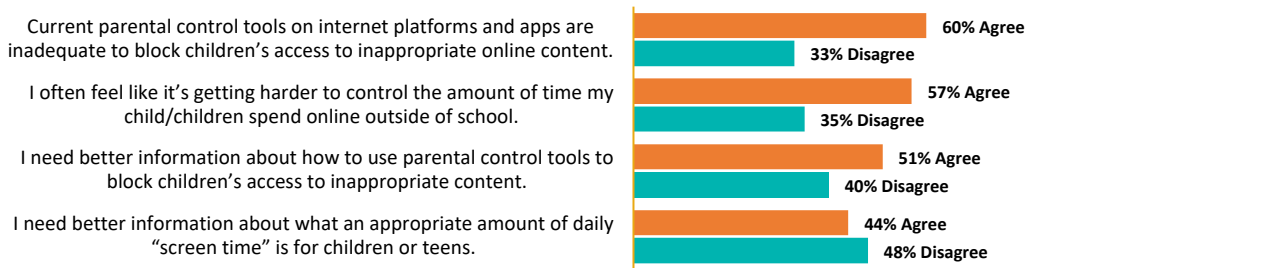 Current parental control tools on internet platforms and apps are
inadequate to block children’s access to inappropriate online content.
60% Agree
33% Disagree
I often feel like it’s getting harder to control the amount of time my
child/children spend online outside of school.
57% Agree
35% Disagree
I need better information about how to use parental control tools to
block children’s access to inappropriate content.
51% Agree
40% Disagree
I need better information about what an appropriate amount of daily
“screen time” is for children or teens.
44% Agree
48% Disagree